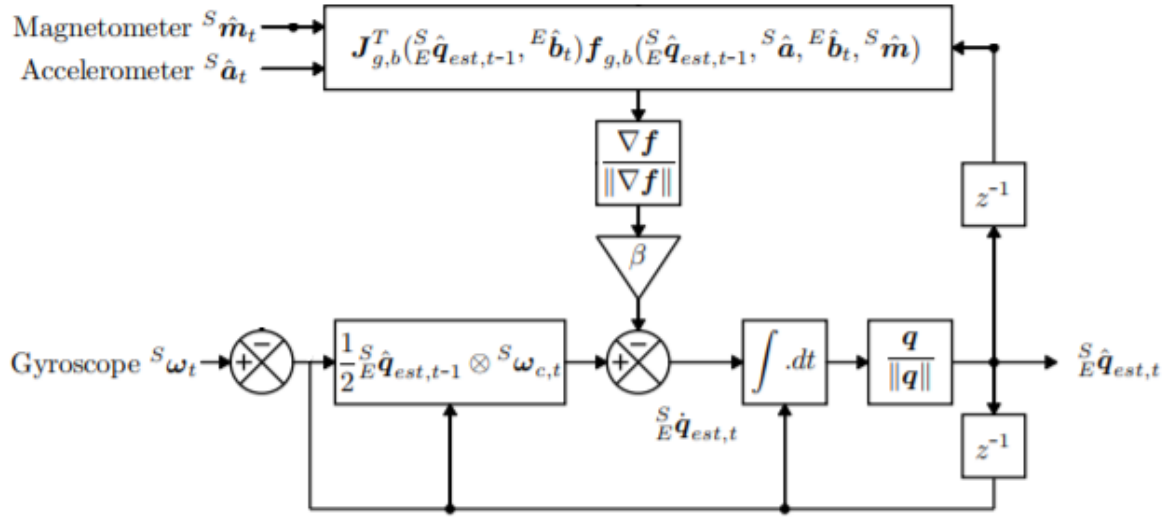 Magnetometer ^S m̂_t
J^T_{g,b}(^S_E q̂_{est,t-1}, ^E b̂_t) f_{g,b}(^S_E q̂_{est,t-1}, ^S â, ^E b̂_t, ^S m̂)
Accelerometer ^S â_t
∇f
‖∇f‖
z^{-1}
β
Gyroscope ^S ω_t
+ −
1/2 ^S_E q̂_{est,t-1} ⊗ ^S ω_{c,t}
+ −
∫ .dt
q
‖q‖
^S_E q̂_{est,t}
^S_E q̇_{est,t}
z^{-1}